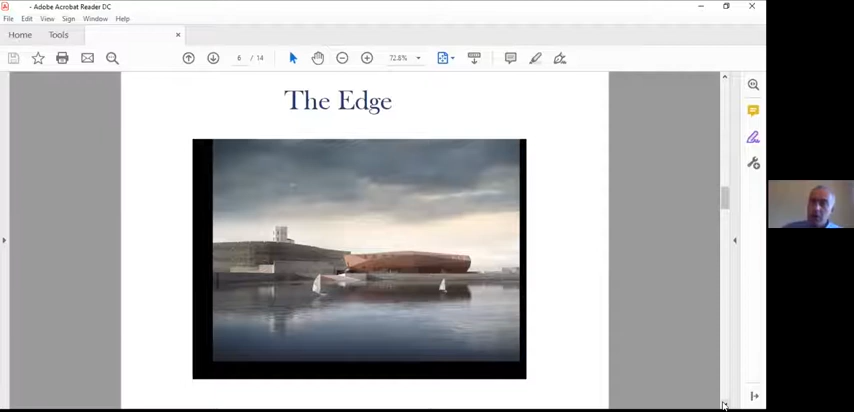 - Adobe Acrobat Reader DC
File Edit View Sign Window Help
Home Tools
6 / 14 72.8%
The Edge